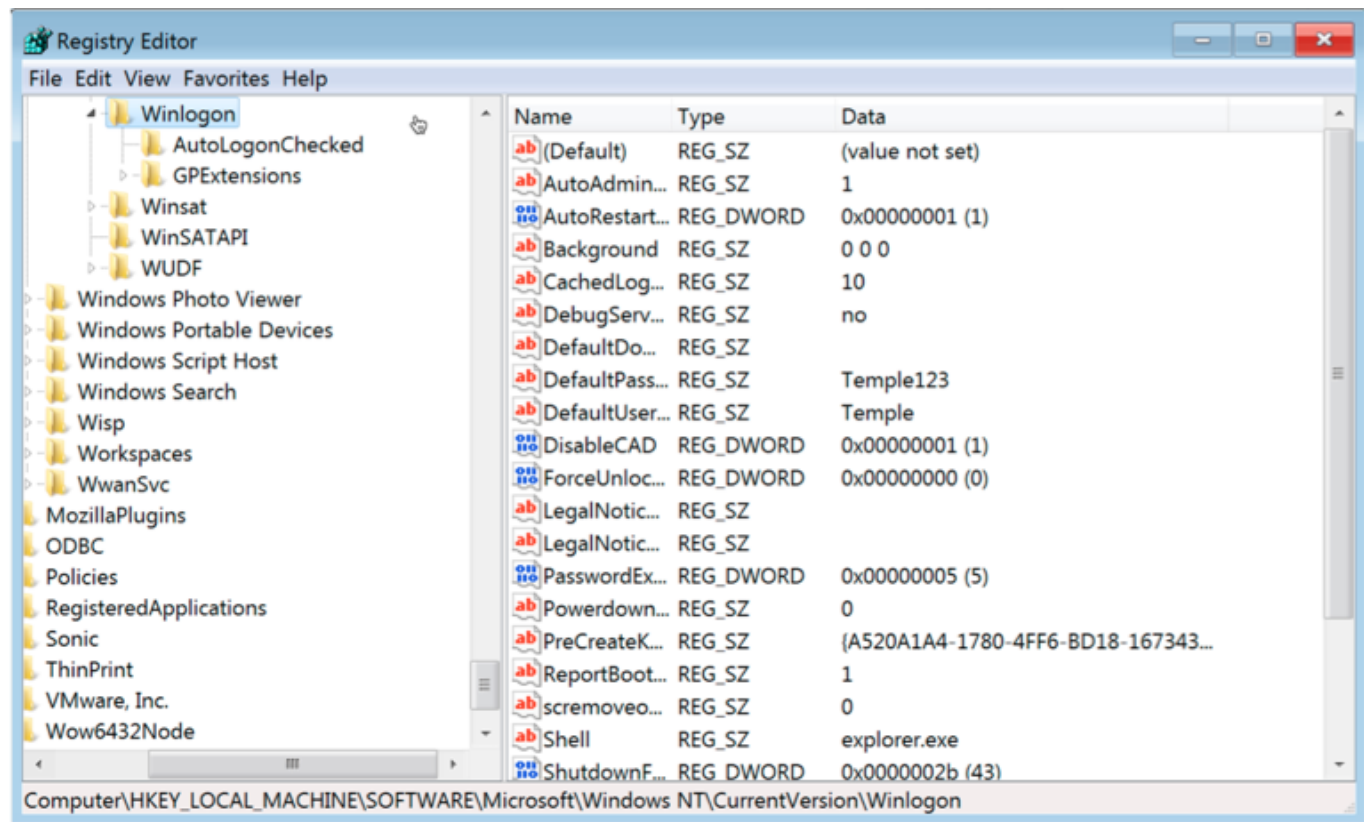 Registry Editor
File Edit View Favorites Help
Winlogon
AutoLogonChecked
GPExtensions
Winsat
WinSATAPI
WUDF
Windows Photo Viewer
Windows Portable Devices
Windows Script Host
Windows Search
Wisp
Workspaces
WwanSvc
MozillaPlugins
ODBC
Policies
RegisteredApplications
Sonic
ThinPrint
VMware, Inc.
Wow6432Node
Name Type Data
(Default) REG_SZ (value not set)
AutoAdmin... REG_SZ 1
AutoRestart... REG_DWORD 0x00000001 (1)
Background REG_SZ 0 0 0
CachedLog... REG_SZ 10
DebugServ... REG_SZ no
DefaultDo... REG_SZ
DefaultPass... REG_SZ Temple123
DefaultUser... REG_SZ Temple
DisableCAD REG_DWORD 0x00000001 (1)
ForceUnloc... REG_DWORD 0x00000000 (0)
LegalNotic... REG_SZ
LegalNotic... REG_SZ
PasswordEx... REG_DWORD 0x00000005 (5)
Powerdown... REG_SZ 0
PreCreateK... REG_SZ {A520A1A4-1780-4FF6-BD18-167343...
ReportBoot... REG_SZ 1
scremoveo... REG_SZ 0
Shell REG_SZ explorer.exe
ShutdownF... REG_DWORD 0x0000002b (43)
Computer\HKEY_LOCAL_MACHINE\SOFTWARE\Microsoft\Windows NT\CurrentVersion\Winlogon